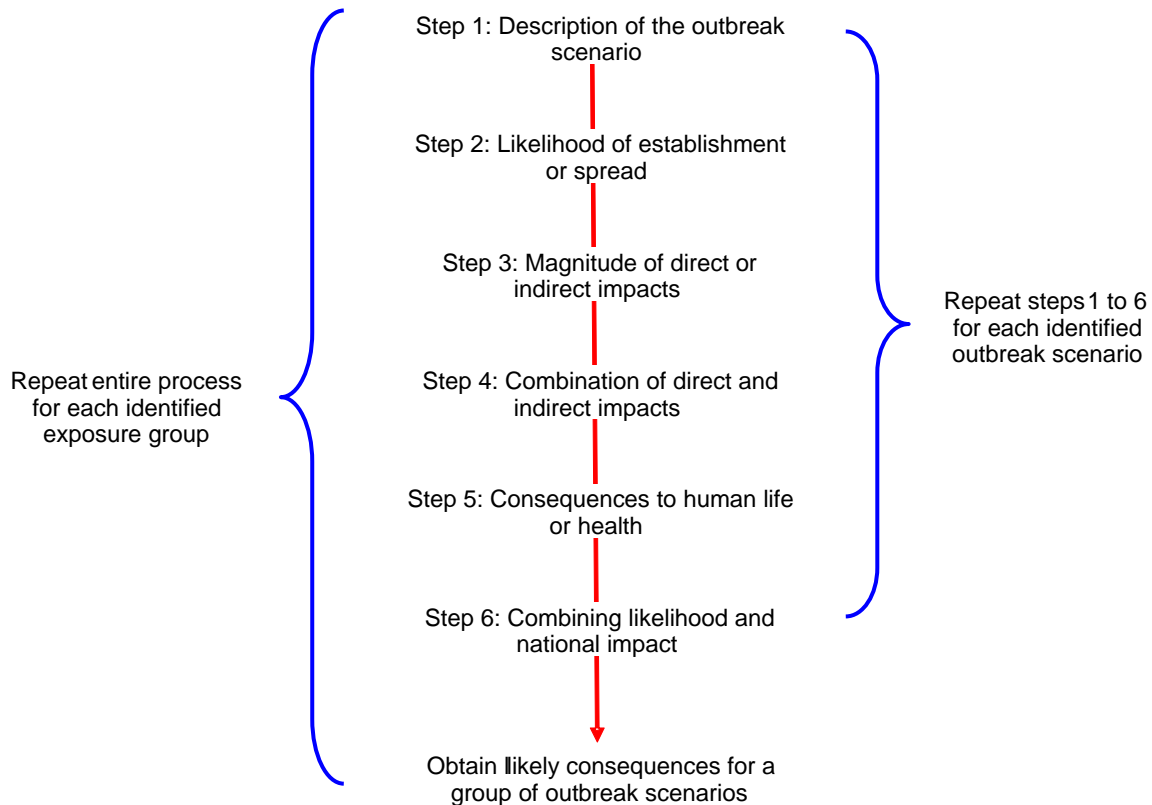 Step 1: Description of the outbreak
scenario
Step 2: Likelihood of establishment
or spread
Step 3: Magnitude of direct or
indirect impacts
Step 4: Combination of direct and
indirect impacts
Step 5: Consequences to human life
or health
Step 6: Combining likelihood and
national impact
Obtain likely consequences for a
group of outbreak scenarios
Repeat entire process
for each identified
exposure group
Repeat steps 1 to 6
for each identified
outbreak scenario